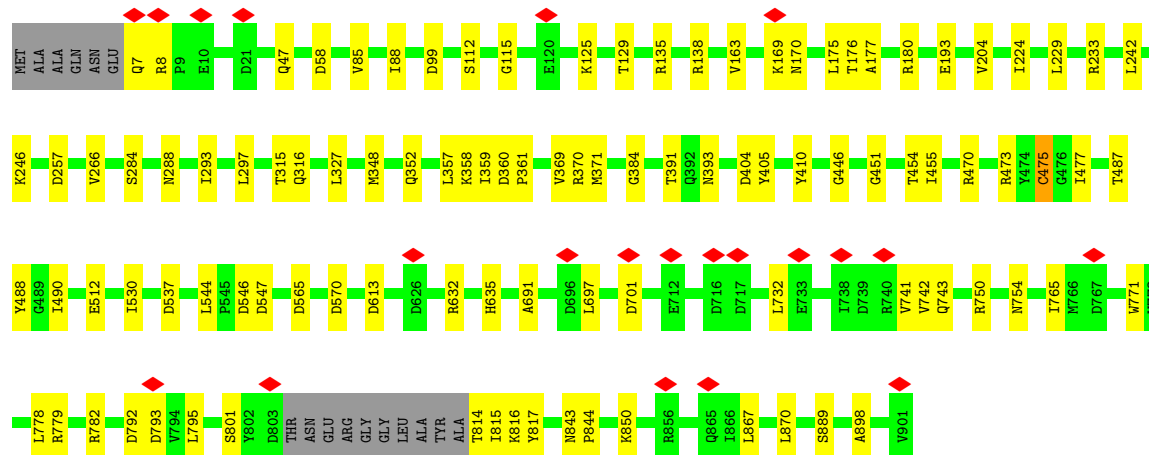 MET ALA ALA GLN ASN GLU Q7 R8 P9 E10 D21 Q47 D58 V85 I88 D99 S112 G115 E120 K125 T129 R135 R138 V163 K169 N170 L175 T176 A177 R180 E193 V204 I224 L229 R233 L242
K246 D257 V266 S284 N288 I293 L297 T315 Q316 L327 M348 Q352 L357 K358 I359 D360 P361 V369 R370 M371 G384 T391 Q392 N393 D404 Y405 Y410 G446 G451 T454 I455 R470 R473 Y474 C475 G476 I477 T487
Y488 G489 I490 E512 I530 D537 L544 P545 D546 D547 D565 D570 D613 D626 R632 H635 A691 D696 L697 D701 E712 D716 D717 L732 E733 I738 D739 R740 V741 V742 Q743 R750 N754 I765 M766 D767 W771
L778 R779 R782 D792 D793 V794 L795 S801 Y802 D803 THR ASN GLU ARG GLY GLY LEU ALA TYR ALA T814 I815 K816 Y817 N843 P844 K850 R856 Q865 I866 L867 L870 S889 A898 V901